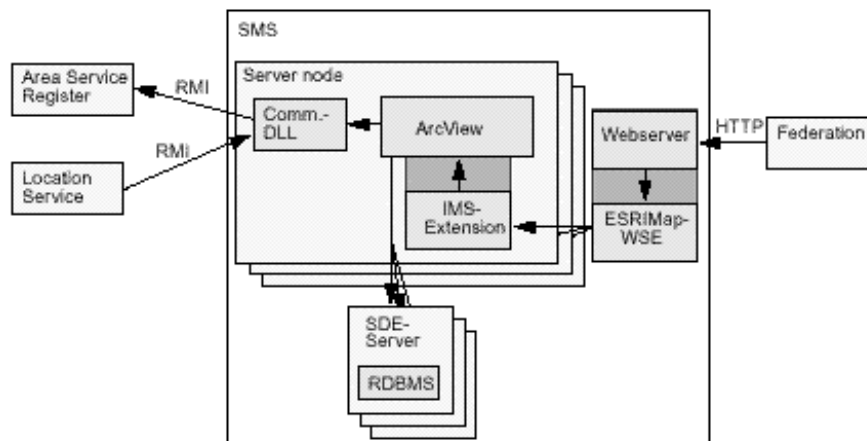 SMS
Server node
Area Service
Register
RMI
Comm.-
DLL
ArcView
Webserver
HTTP
Federation
RMI
Location
Service
IMS-
Extension
ESRIMap-
WSE
SDE-
Server
RDBMS